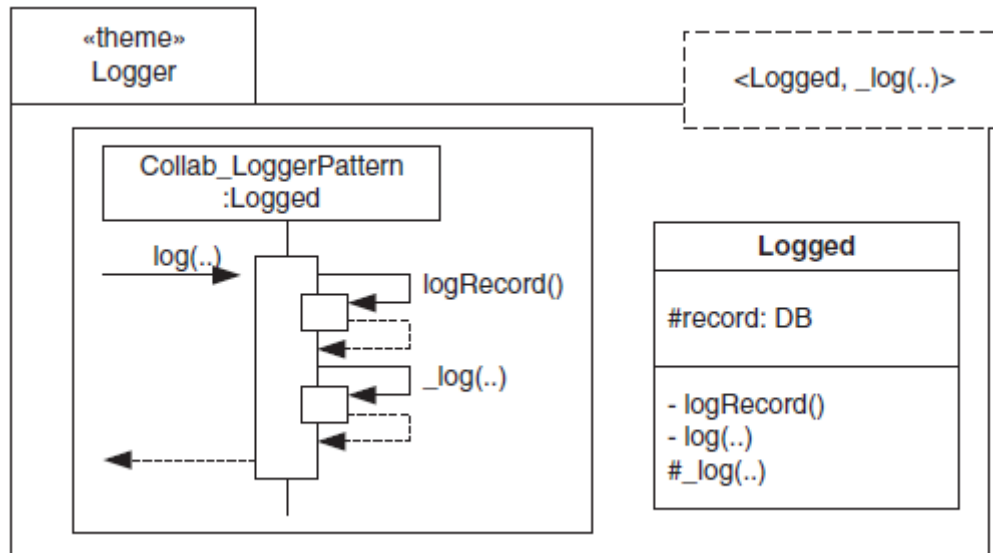 «theme»
Logger
<Logged, _log(..)>
Collab_LoggerPattern
:Logged
log(..)
logRecord()
_log(..)
Logged
#record: DB
- logRecord()
- log(..)
#_log(..)